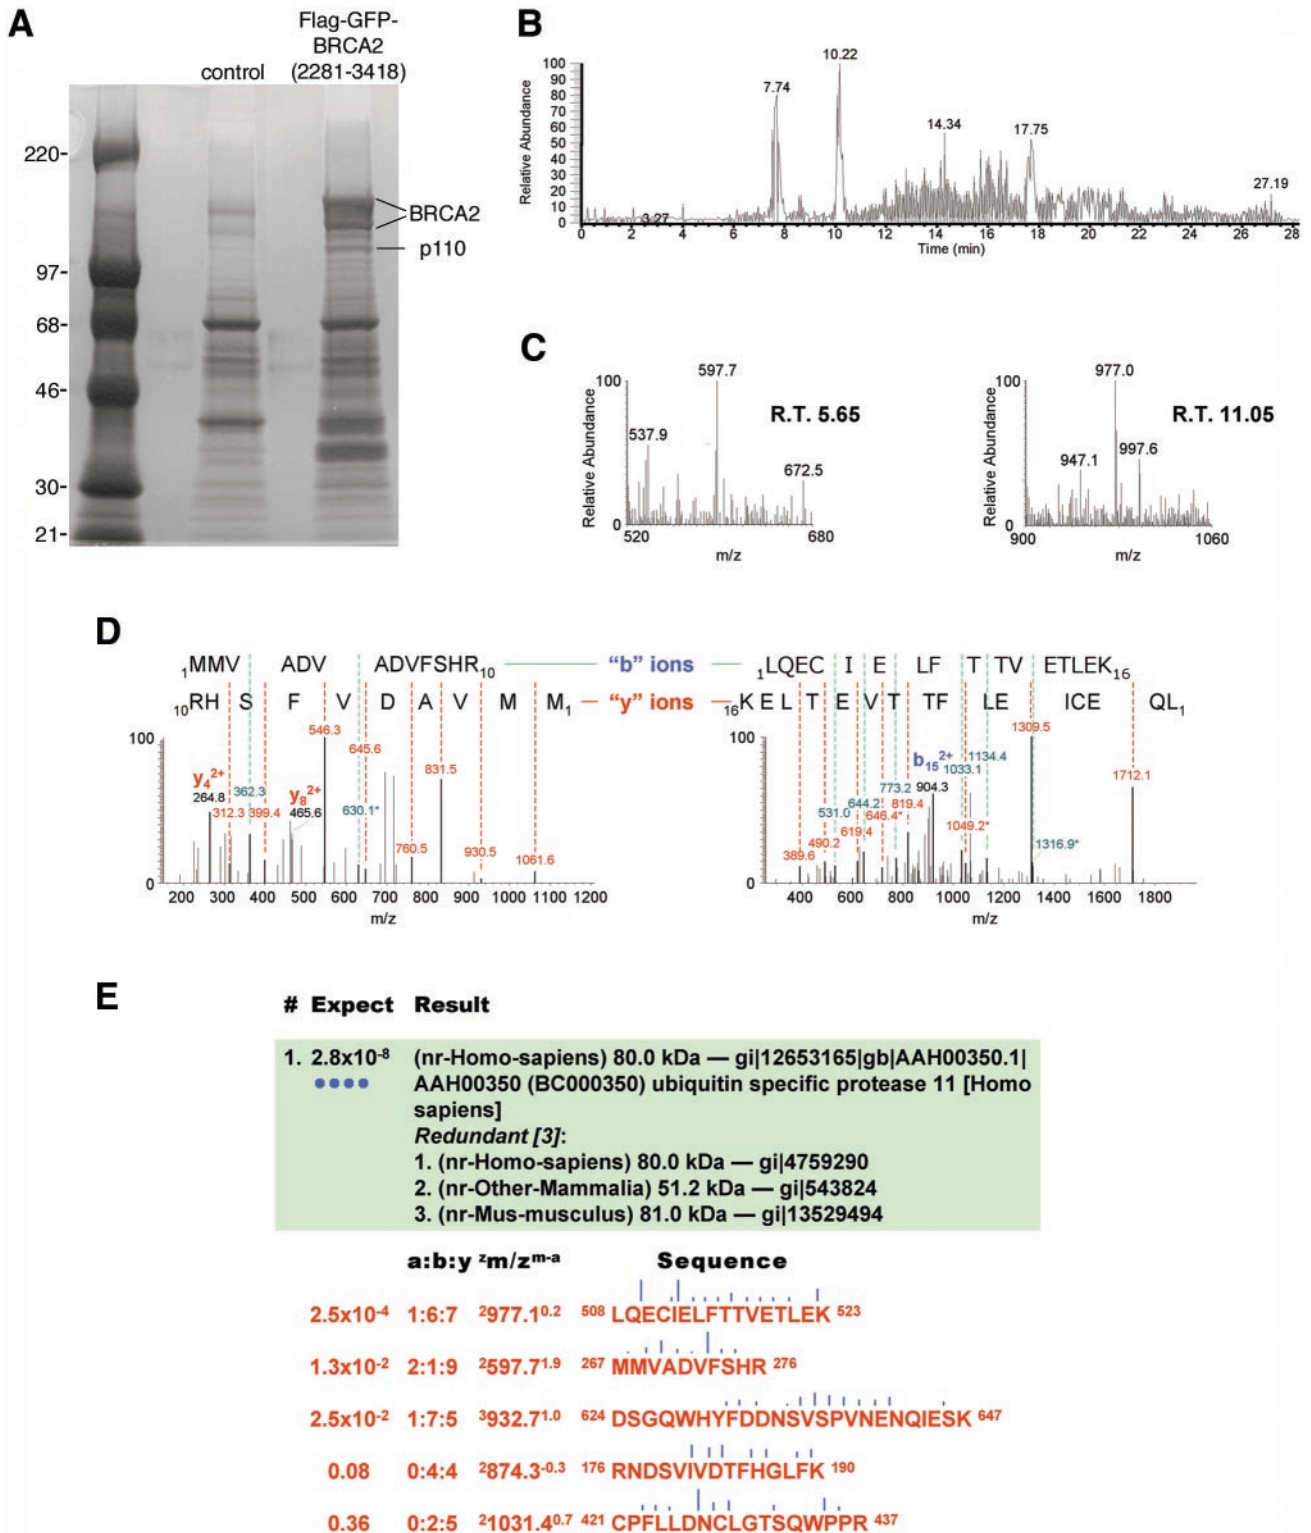 A
Flag-GFP-
BRCA2
control (2281-3418)
220-
97-
68-
46-
30-
21-
BRCA2
p110
B
Relative Abundance
100
90
80
70
60
50
40
30
20
10
0
7.74
10.22
14.34
17.75
27.19
3.27
0 2 4 6 8 10 12 14 16 18 20 22 24 26 28
Time (min)
C
Relative Abundance
100
0
597.7
537.9
672.5
R.T. 5.65
520 680
m/z
Relative Abundance
100
0
977.0
947.1
997.6
R.T. 11.05
900 1060
m/z
D
1MMV ADV ADVFSHR10 “b” ions 1LQEC I E LF T TV ETLEK16
10RH S F V D A V M M1 “y” ions 16K E L T E V T TF LE ICE QL1
100
0
y4 2+
264.8
312.3
362.3
399.4
y8 2+
465.6
546.3
645.6
630.1*
760.5
831.5
930.5
1061.6
200 300 400 500 600 700 800 900 1000 1100 1200
m/z
100
0
389.6
490.2
531.0
619.4
644.2
646.4*
773.2
819.4
b15 2+
904.3
1033.1
1134.4
1049.2*
1309.5
1316.9*
1712.1
400 600 800 1000 1200 1400 1600 1800
m/z
E
# Expect Result
1. 2.8x10-8 (nr-Homo-sapiens) 80.0 kDa — gi|12653165|gb|AAH00350.1|
AAH00350 (BC000350) ubiquitin specific protease 11 [Homo
sapiens]
Redundant [3]:
1. (nr-Homo-sapiens) 80.0 kDa — gi|4759290
2. (nr-Other-Mammalia) 51.2 kDa — gi|543824
3. (nr-Mus-musculus) 81.0 kDa — gi|13529494
a:b:y zm/zm-a Sequence
2.5x10-4 1:6:7 2977.10.2 508 LQECIELFTTVETLEK 523
1.3x10-2 2:1:9 2597.71.9 267 MMVADVFSHR 276
2.5x10-2 1:7:5 3932.71.0 624 DSGQWHYFDDNSVSPVNENQIESK 647
0.08 0:4:4 2874.3-0.3 176 RNDSVIVDTFHGLFK 190
0.36 0:2:5 21031.40.7 421 CPFLLDNCLGTSQWPPR 437